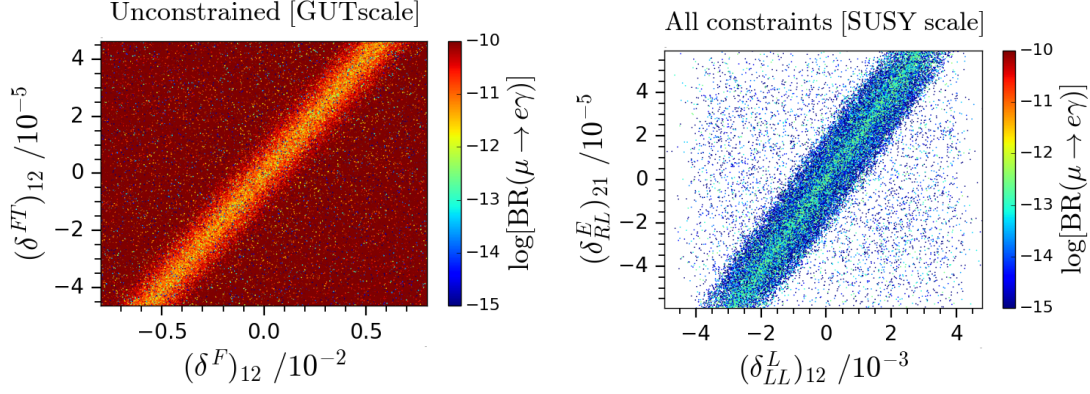 Unconstrained [GUTscale]
(δ^{FT})_{12} /10^{−5}
4
2
0
−2
−4
−0.5 0.0 0.5
(δ^F)_{12} /10^{−2}
−10
−11
−12
−13
−14
−15
log[BR(μ → eγ)]
All constraints [SUSY scale]
(δ^E_{RL})_{21} /10^{−5}
4
2
0
−2
−4
−4 −2 0 2 4
(δ^L_{LL})_{12} /10^{−3}
−10
−11
−12
−13
−14
−15
log[BR(μ → eγ)]